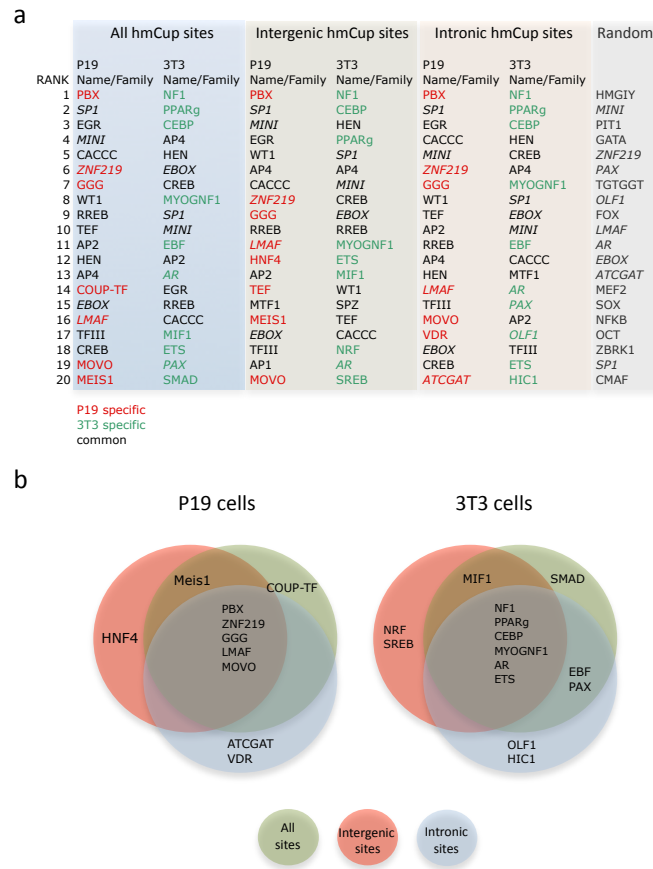 a
All hmCup sites Intergenic hmCup sites Intronic hmCup sites Random
P19 3T3 P19 3T3 P19 3T3
RANK Name/Family Name/Family Name/Family Name/Family Name/Family Name/Family
1 PBX NF1 PBX NF1 PBX NF1 HMGIY
2 SP1 PPARg SP1 CEBP SP1 PPARg MINI
3 EGR CEBP MINI HEN EGR CEBP PIT1
4 MINI AP4 EGR PPARg CACCC HEN GATA
5 CACCC HEN WT1 SP1 MINI CREB ZNF219
6 ZNF219 EBOX AP4 AP4 ZNF219 AP4 PAX
7 GGG CREB CACCC MINI GGG MYOGNF1 TGTGGT
8 WT1 MYOGNF1 ZNF219 CREB WT1 SP1 OLF1
9 RREB SP1 GGG EBOX TEF EBOX FOX
10 TEF MINI RREB RREB AP2 MINI LMAF
11 AP2 EBF LMAF MYOGNF1 RREB EBF AR
12 HEN AP2 HNF4 ETS AP4 CACCC EBOX
13 AP4 AR AP2 MIF1 HEN MTF1 ATCGAT
14 COUP-TF EGR TEF WT1 LMAF AR MEF2
15 EBOX RREB MTF1 SPZ TFIII PAX SOX
16 LMAF CACCC MEIS1 TEF MOVO AP2 NFKB
17 TFIII MIF1 EBOX CACCC VDR OLF1 OCT
18 CREB ETS TFIII NRF EBOX TFIII ZBRK1
19 MOVO PAX AP1 AR CREB ETS SP1
20 MEIS1 SMAD MOVO SREB ATCGAT HIC1 CMAF
P19 specific
3T3 specific
common
b
P19 cells 3T3 cells
Meis1
COUP-TF
HNF4
PBX
ZNF219
GGG
LMAF
MOVO
ATCGAT
VDR
MIF1
SMAD
NRF
SREB
NF1
PPARg
CEBP
MYOGNF1
AR
ETS
EBF
PAX
OLF1
HIC1
All
sites
Intergenic
sites
Intronic
sites